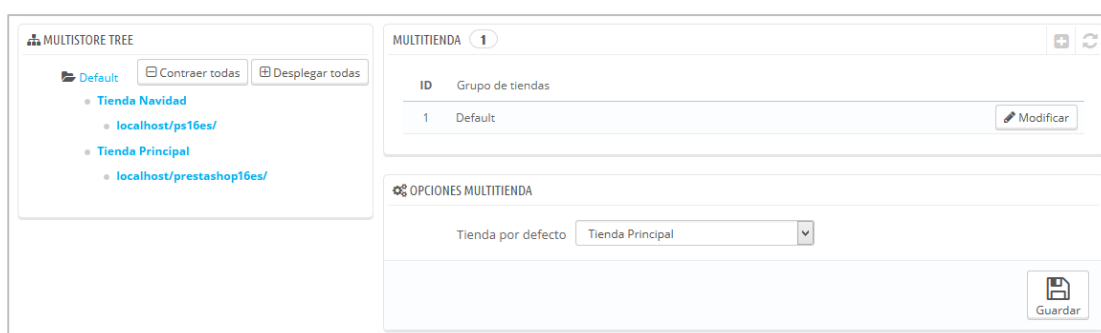 MULTISTORE TREE
Default
Contraer todas
Desplegar todas
Tienda Navidad
localhost/ps16es/
Tienda Principal
localhost/prestashop16es/
MULTITIENDA 1
ID Grupo de tiendas
1 Default Modificar
OPCIONES MULTITIENDA
Tienda por defecto Tienda Principal
Guardar